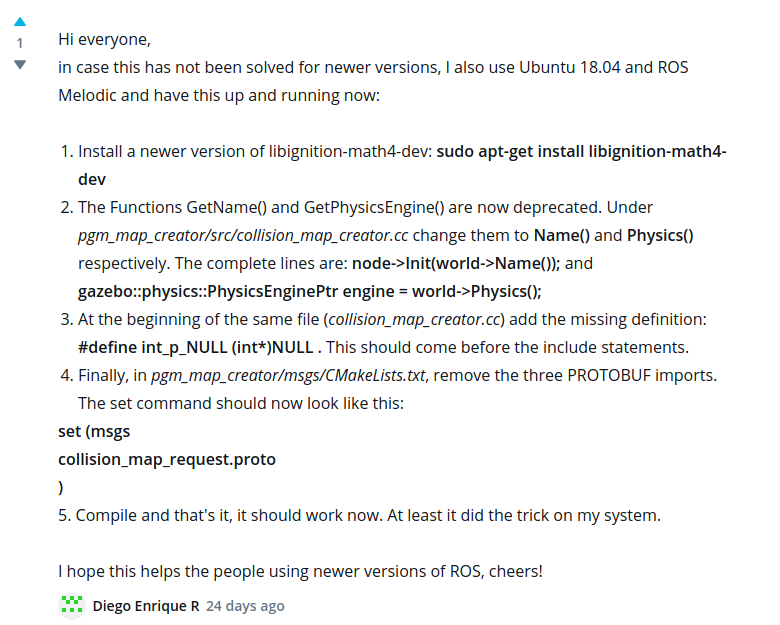 Hi everyone,
1
in case this has not been solved for newer versions, I also use Ubuntu 18.04 and ROS
Melodic and have this up and running now:
1. Install a newer version of libignition-math4-dev: sudo apt-get install libignition-math4-
dev
2. The Functions GetName() and GetPhysicsEngine() are now deprecated. Under
pgm_map_creator/src/collision_map_creator.cc change them to Name() and Physics()
respectively. The complete lines are: node->Init(world->Name()); and
gazebo::physics::PhysicsEnginePtr engine = world->Physics();
3. At the beginning of the same file (collision_map_creator.cc) add the missing definition:
#define int_p_NULL (int*)NULL . This should come before the include statements.
4. Finally, in pgm_map_creator/msgs/CMakeLists.txt, remove the three PROTOBUF imports.
The set command should now look like this:
set (msgs
collision_map_request.proto
)
5. Compile and that's it, it should work now. At least it did the trick on my system.
I hope this helps the people using newer versions of ROS, cheers!
Diego Enrique R 24 days ago